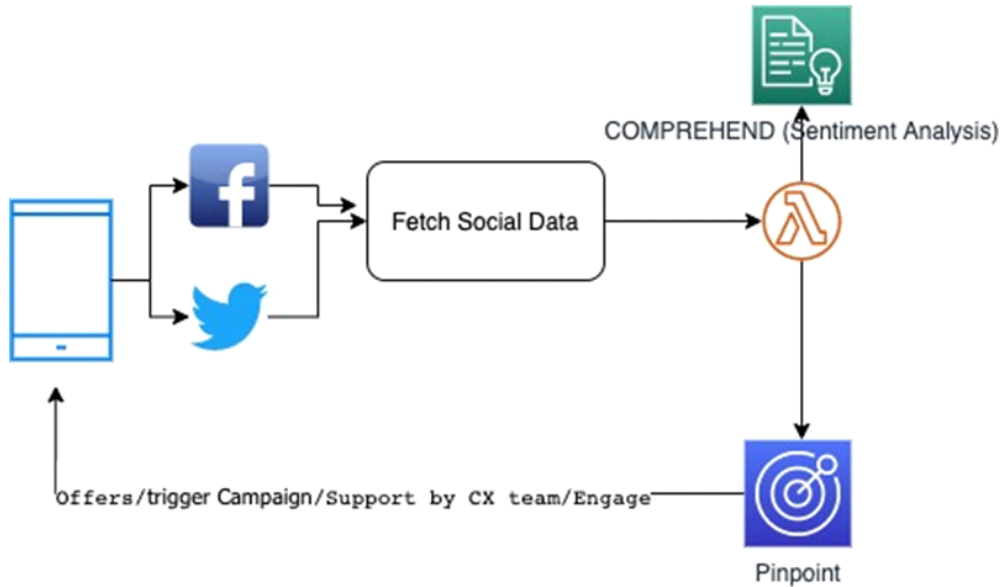 COMPREHEND (Sentiment Analysis)
Fetch Social Data
Offers/trigger Campaign/Support by CX team/Engage
Pinpoint